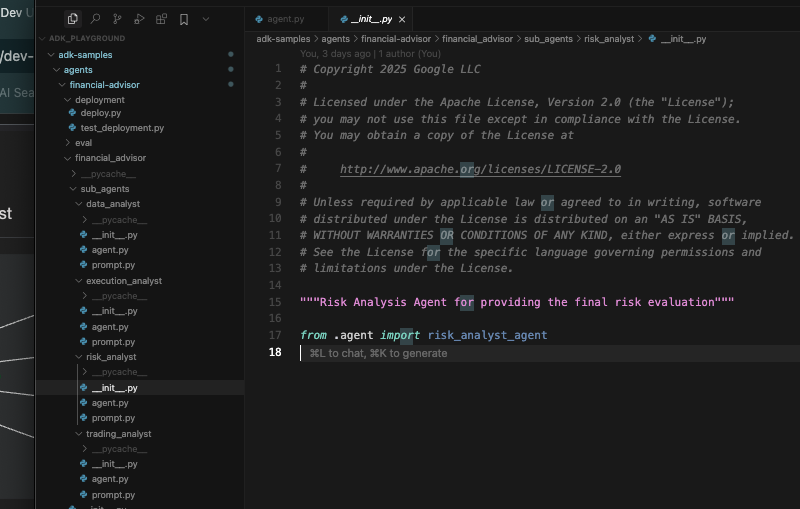 Dev U
/dev-
AI Sea
st
ADK_PLAYGROUND
adk-samples
agents
financial-advisor
deployment
deploy.py
test_deployment.py
eval
financial_advisor
__pycache__
sub_agents
data_analyst
__pycache__
__init__.py
agent.py
prompt.py
execution_analyst
__pycache__
__init__.py
agent.py
prompt.py
risk_analyst
__pycache__
__init__.py
agent.py
prompt.py
trading_analyst
__pycache__
__init__.py
agent.py
prompt.py
__init__.py
agent.py
__init__.py
adk-samples > agents > financial-advisor > financial_advisor > sub_agents > risk_analyst > __init__.py
You, 3 days ago | 1 author (You)
1 # Copyright 2025 Google LLC
2 #
3 # Licensed under the Apache License, Version 2.0 (the "License");
4 # you may not use this file except in compliance with the License.
5 # You may obtain a copy of the License at
6 #
7 #     http://www.apache.org/licenses/LICENSE-2.0
8 #
9 # Unless required by applicable law or agreed to in writing, software
10 # distributed under the License is distributed on an "AS IS" BASIS,
11 # WITHOUT WARRANTIES OR CONDITIONS OF ANY KIND, either express or implied.
12 # See the License for the specific language governing permissions and
13 # limitations under the License.
14
15 """Risk Analysis Agent for providing the final risk evaluation"""
16
17 from .agent import risk_analyst_agent
18 ⌘L to chat, ⌘K to generate